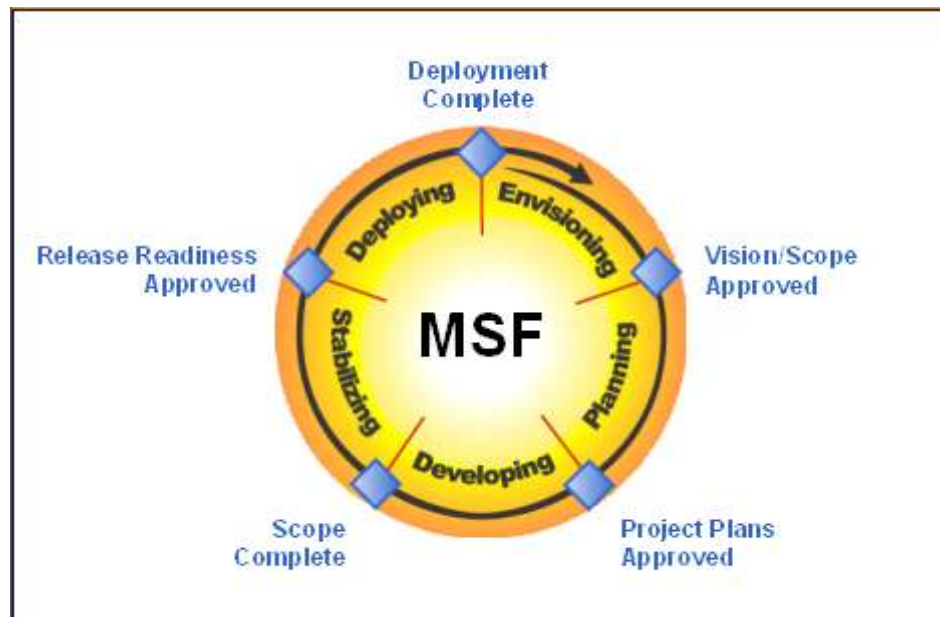 Deployment
Complete
Deploying
Envisioning
Release Readiness
Approved
Vision/Scope
Approved
MSF
Stabilizing
Planning
Developing
Scope
Complete
Project Plans
Approved